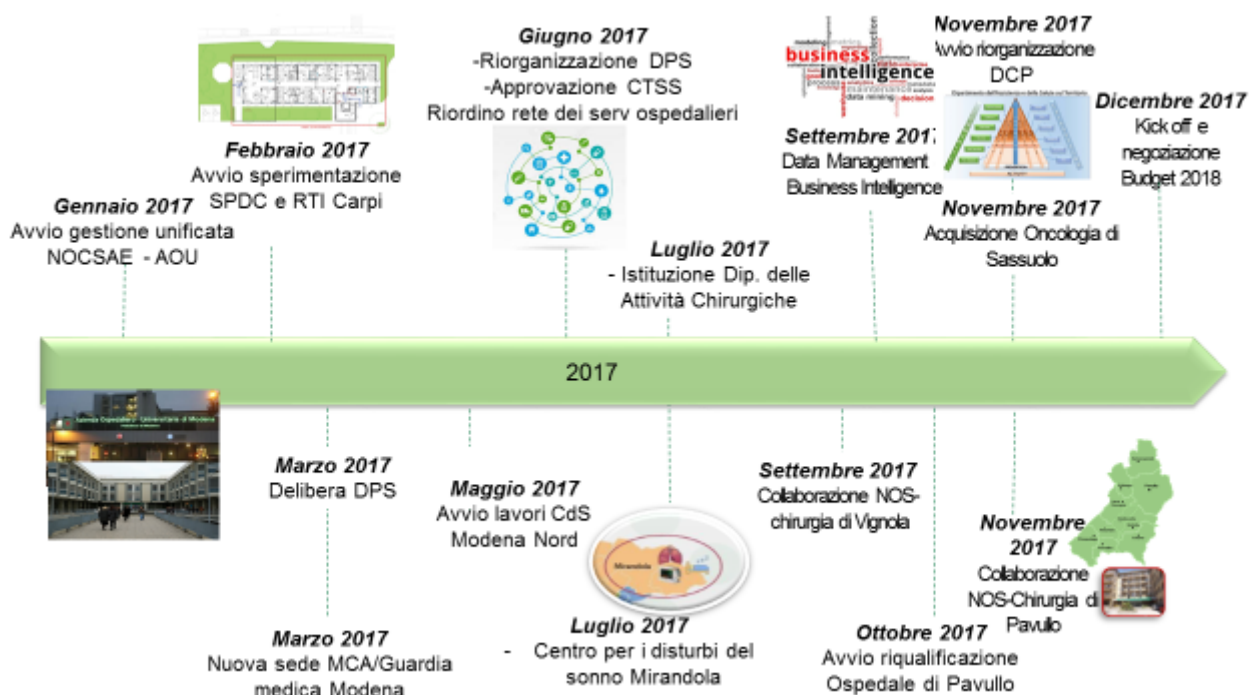 Gennaio 2017
Avvio gestione unificata
NOCSAE - AOU
Febbraio 2017
Avvio sperimentazione
SPDC e RTI Carpi
Giugno 2017
-Riorganizzazione DPS
-Approvazione CTSS
Riordino rete dei serv ospedalieri
Luglio 2017
- Istituzione Dip. delle
Attività Chirurgiche
business
intelligence
data mining
decision
Settembre 2017
Data Management
Business Intelligence
Novembre 2017
Avvio riorganizzazione
DCP
Novembre 2017
Acquisizione Oncologia di
Sassuolo
Dicembre 2017
Kick off e
negoziazione
Budget 2018
2017
Marzo 2017
Delibera DPS
Marzo 2017
Nuova sede MCA/Guardia
medica Modena
Maggio 2017
Avvio lavori CdS
Modena Nord
Mirandola
Luglio 2017
- Centro per i disturbi del
sonno Mirandola
Settembre 2017
Collaborazione NOS-
chirurgia di Vignola
Ottobre 2017
Avvio riqualificazione
Ospedale di Pavullo
Novembre
2017
Collaborazione
NOS-Chirurgia di
Pavullo